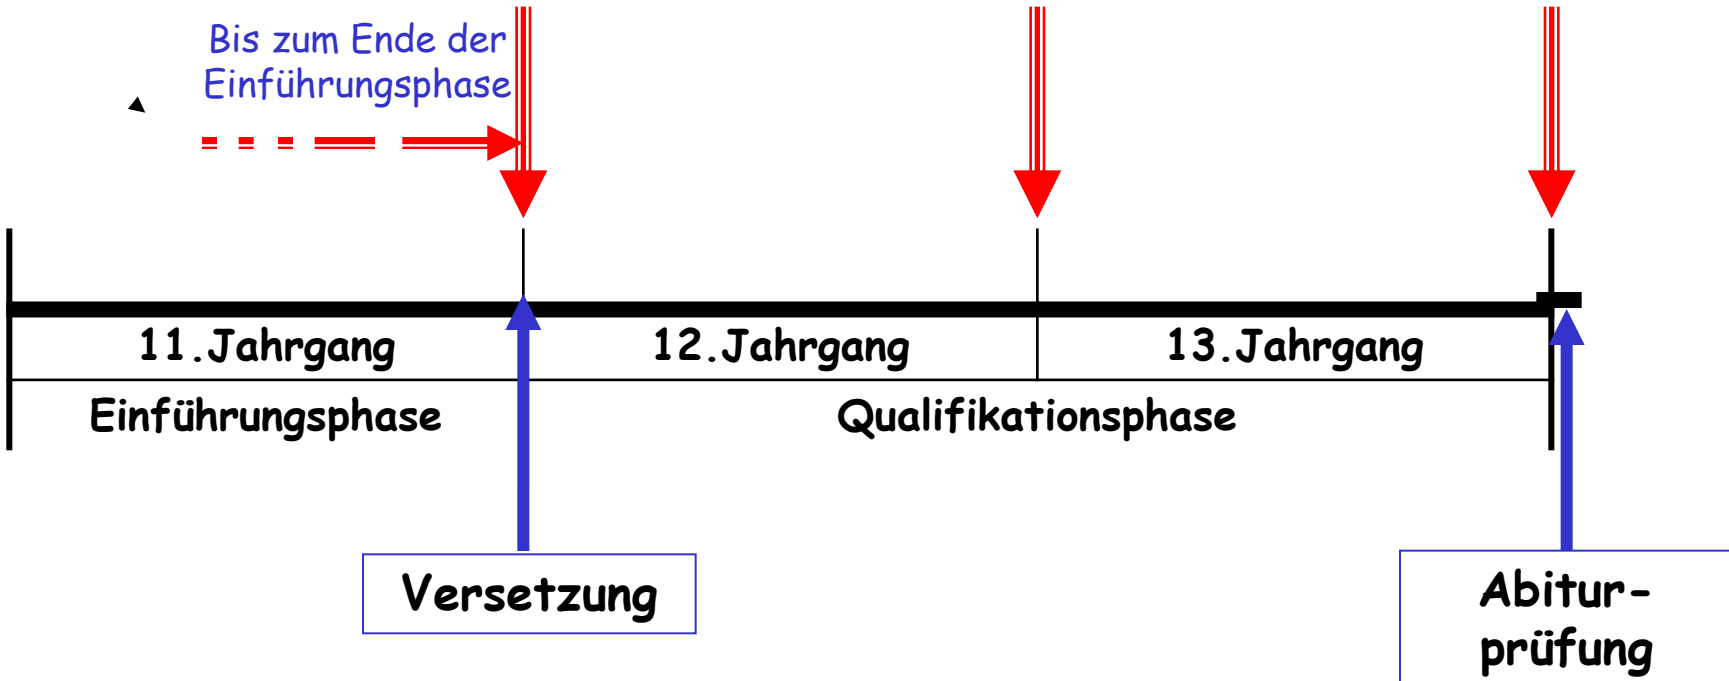 Bis zum Ende der
Einführungsphase
11.Jahrgang
12.Jahrgang
13.Jahrgang
Einführungsphase
Qualifikationsphase
Versetzung
Abitur-
prüfung